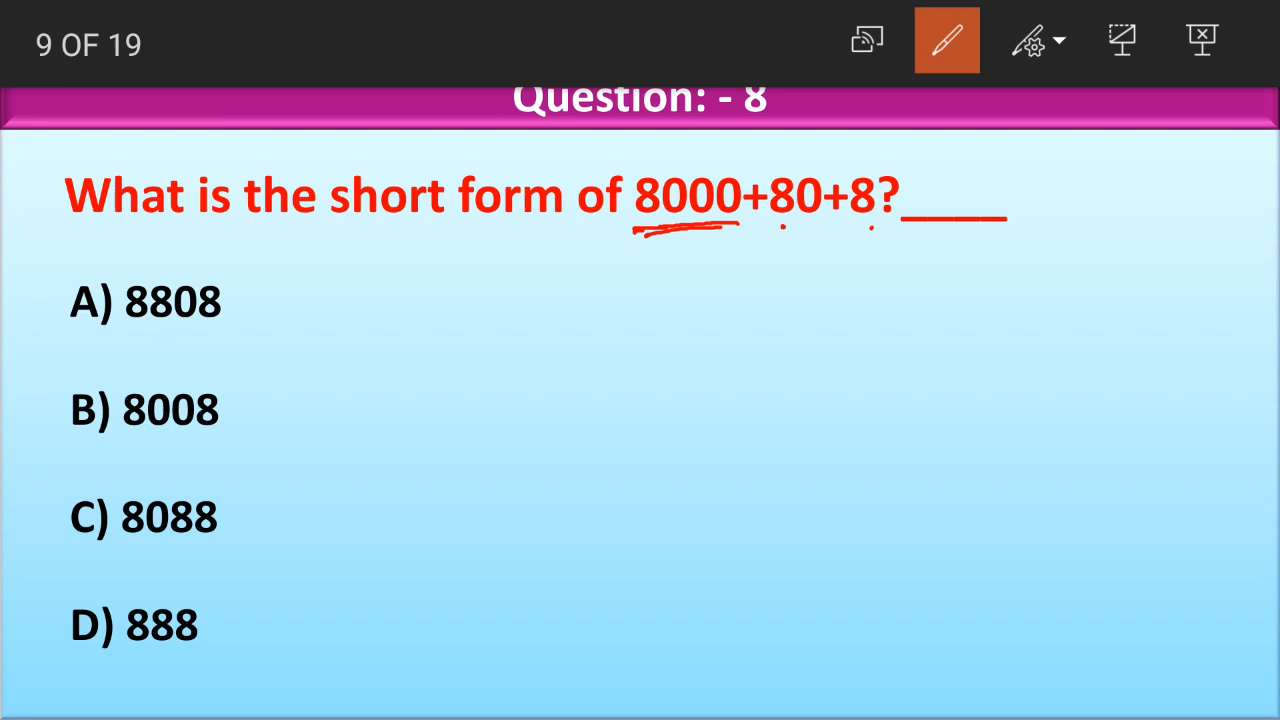 9 OF 19
Question: - 8
What is the short form of 8000+80+8?____
A) 8808
B) 8008
C) 8088
D) 888